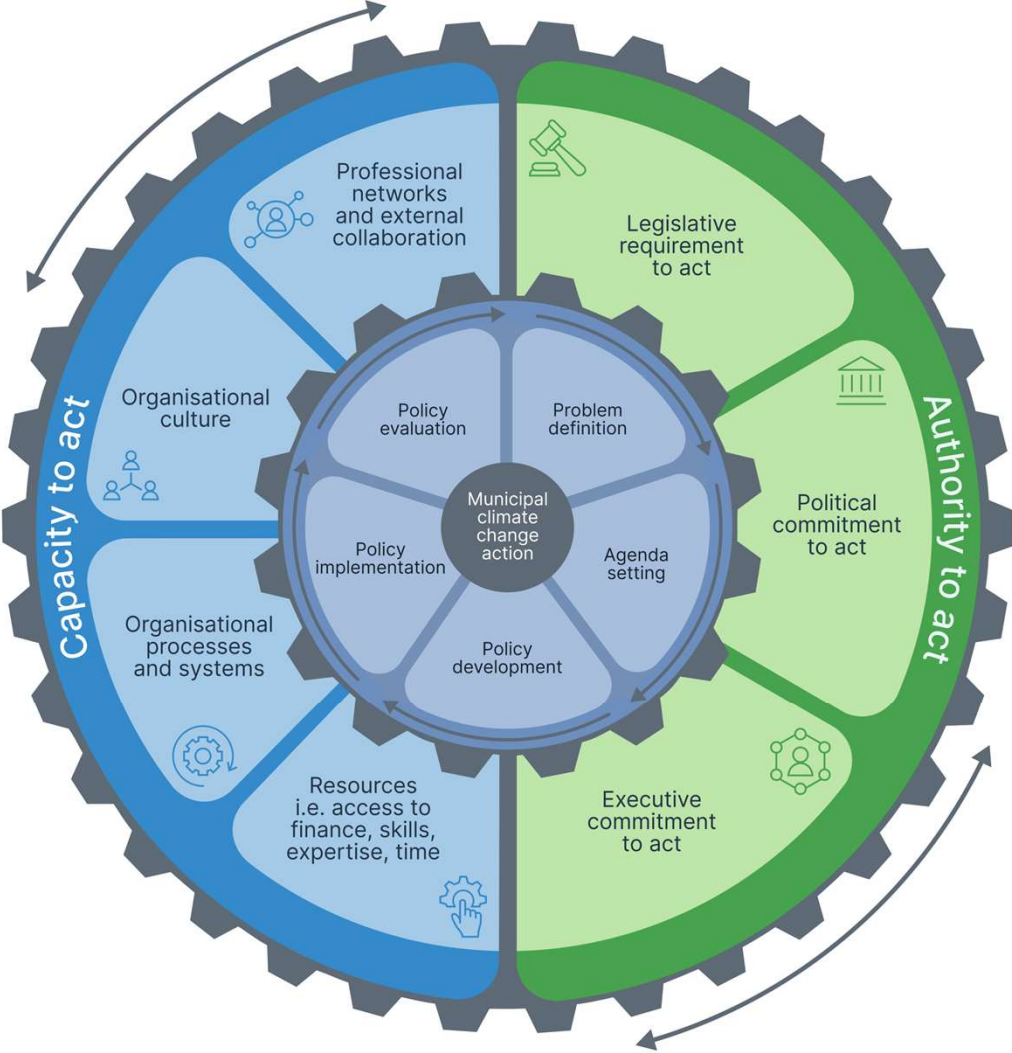 Capacity to act
Professional
networks
and external
collaboration
Organisational
culture
Organisational
processes
and systems
Resources
i.e. access to
finance, skills,
expertise, time
Authority to act
Legislative
requirement
to act
Political
commitment
to act
Executive
commitment
to act
Municipal
climate
change
action
Problem
definition
Agenda
setting
Policy
development
Policy
implementation
Policy
evaluation